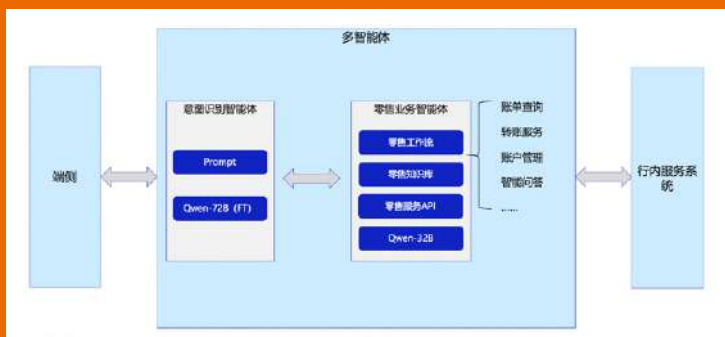 多智能体
端侧
意图识别智能体
Prompt
Qwen-72B (FT)
零售业务智能体
零售工作流
零售知识库
零售服务API
Qwen-32B
账单查询
转账服务
账户管理
智能问答
......
行内服务系
统